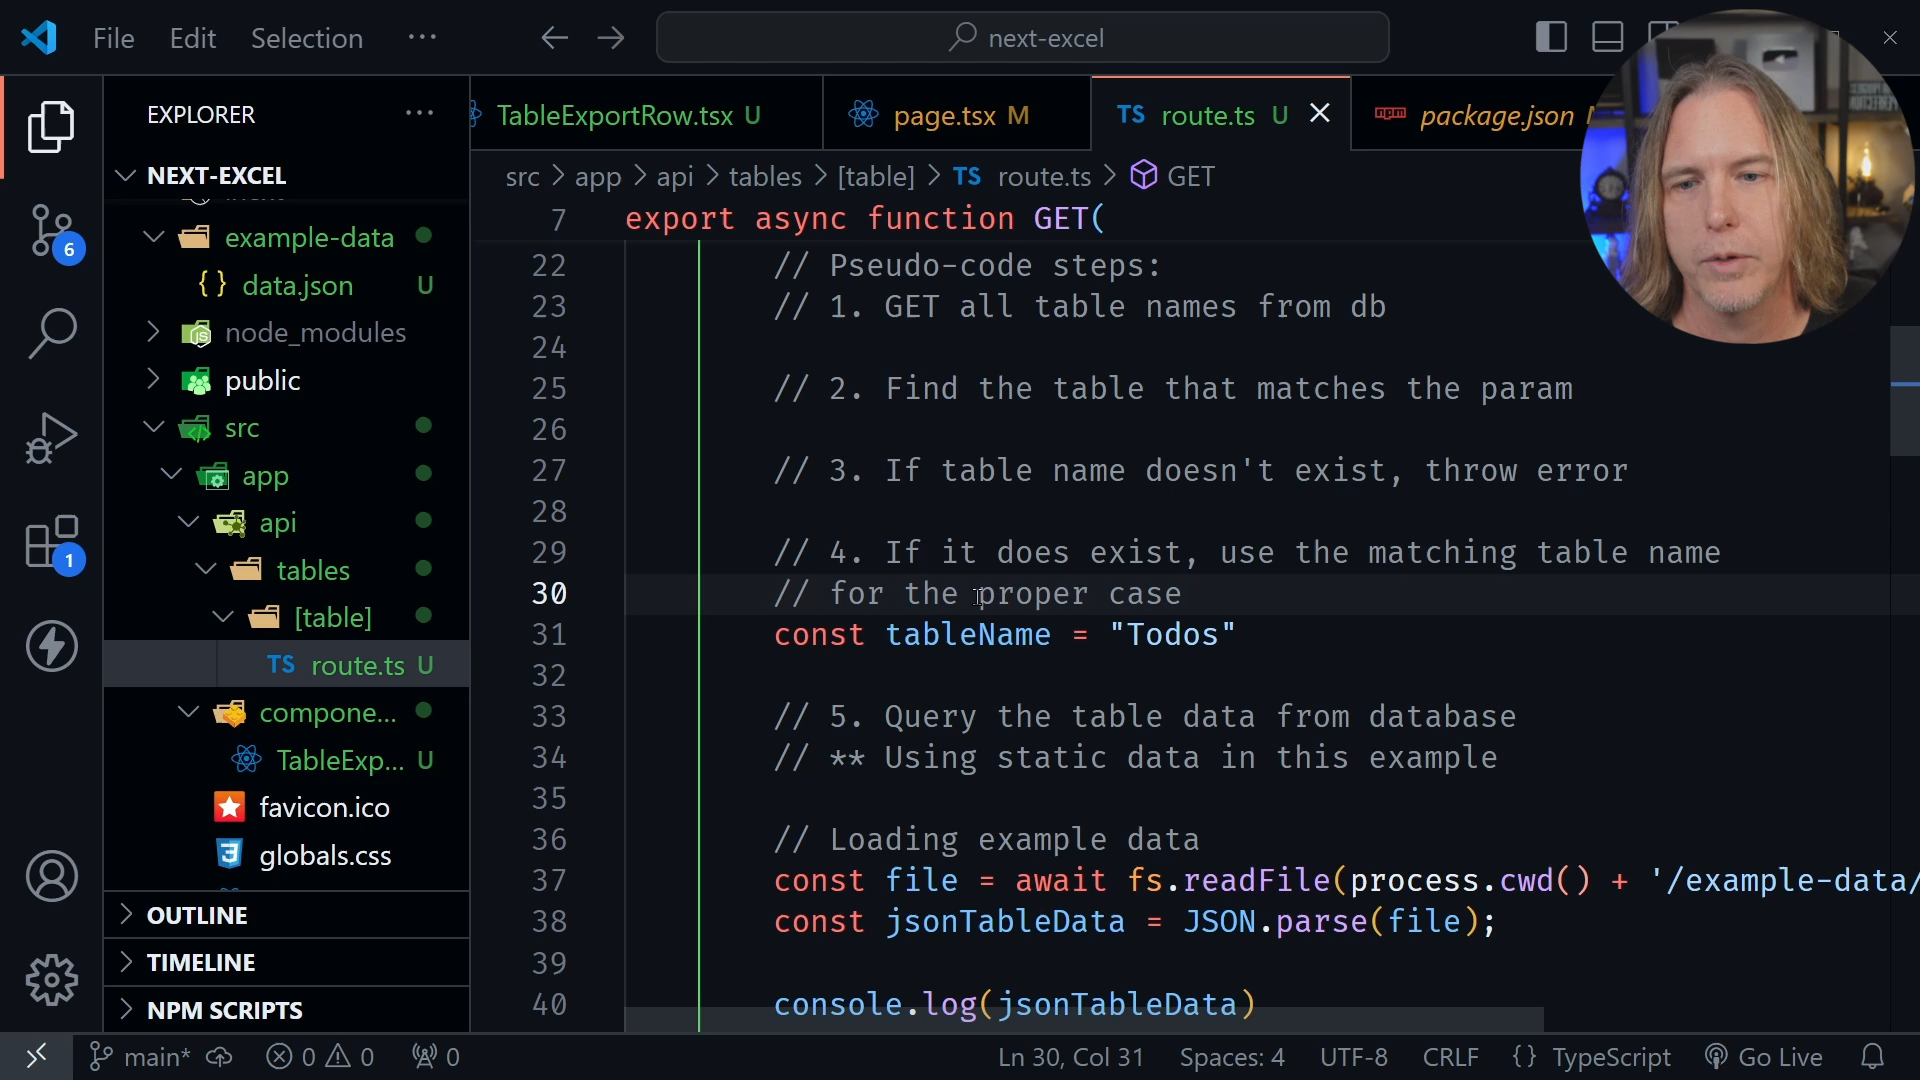 File Edit Selection ··· next-excel
EXPLORER ···
NEXT-EXCEL
example-data
data.json U
node_modules
public
src
app
api
tables
[table]
TS route.ts U
compone...
TableExp... U
favicon.ico
globals.css
OUTLINE
TIMELINE
NPM SCRIPTS
6
1
TableExportRow.tsx U
page.tsx M
TS route.ts U
package.json
src > app > api > tables > [table] > TS route.ts > GET
7 export async function GET(
22 // Pseudo-code steps:
23 // 1. GET all table names from db
24
25 // 2. Find the table that matches the param
26
27 // 3. If table name doesn't exist, throw error
28
29 // 4. If it does exist, use the matching table name
30 // for the proper case
31 const tableName = "Todos"
32
33 // 5. Query the table data from database
34 // ** Using static data in this example
35
36 // Loading example data
37 const file = await fs.readFile(process.cwd() + '/example-data/
38 const jsonTableData = JSON.parse(file);
39
40 console.log(jsonTableData)
main* 0 0 0 Ln 30, Col 31 Spaces: 4 UTF-8 CRLF {} TypeScript Go Live